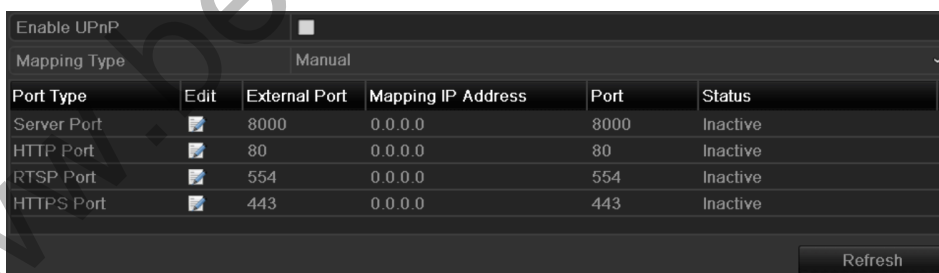 Enable UPnP
Mapping Type Manual
Port Type Edit External Port Mapping IP Address Port Status
Server Port 8000 0.0.0.0 8000 Inactive
HTTP Port 80 0.0.0.0 80 Inactive
RTSP Port 554 0.0.0.0 554 Inactive
HTTPS Port 443 0.0.0.0 443 Inactive
Refresh